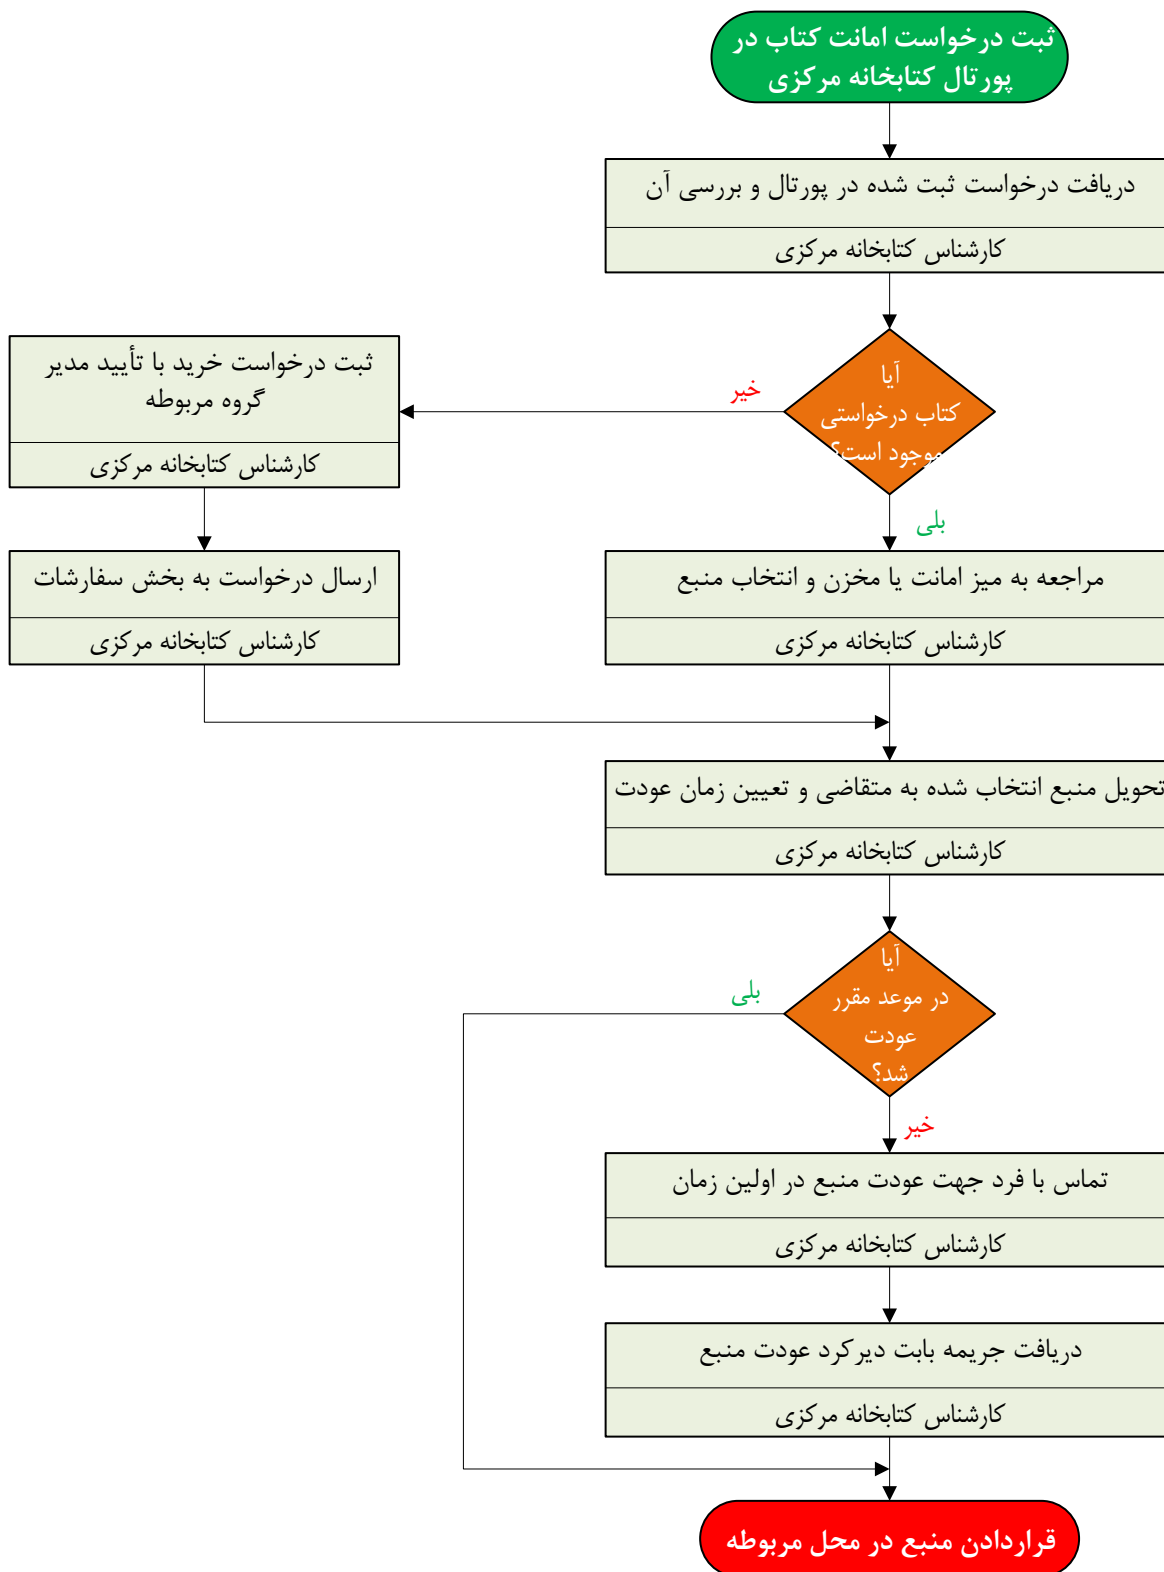 ثبت درخواست امانت کتاب در
پورتال کتابخانه مرکزی
دریافت درخواست ثبت شده در پورتال و بررسی آن
کارشناس کتابخانه مرکزی
آیا
کتاب درخواستی
موجود است؟
خیر
ثبت درخواست خرید با تأیید مدیر
گروه مربوطه
کارشناس کتابخانه مرکزی
بلی
مراجعه به میز امانت یا مخزن و انتخاب منبع
کارشناس کتابخانه مرکزی
ارسال درخواست به بخش سفارشات
کارشناس کتابخانه مرکزی
تحویل منبع انتخاب شده به متقاضی و تعیین زمان عودت
کارشناس کتابخانه مرکزی
آیا
در موعد مقرر
عودت
شد؟
بلی
خیر
تماس با فرد جهت عودت منبع در اولین زمان
کارشناس کتابخانه مرکزی
دریافت جریمه بابت دیرکرد عودت منبع
کارشناس کتابخانه مرکزی
قراردادن منبع در محل مربوطه